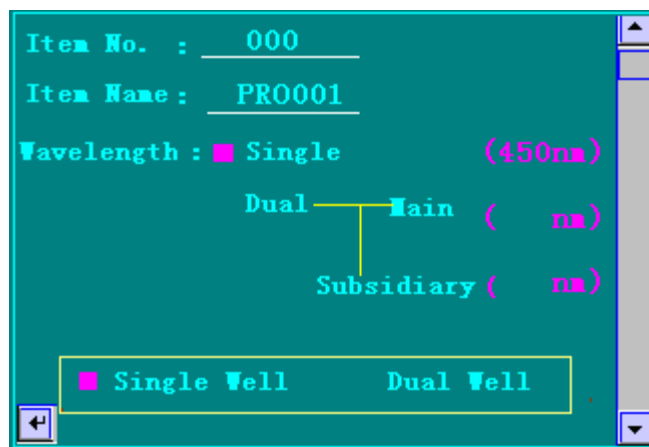 Item No. : 000
Item Name: PRO001
Wavelength: Single (450nm)
Dual Main ( nm)
Subsidiary ( nm)
Single Well Dual Well